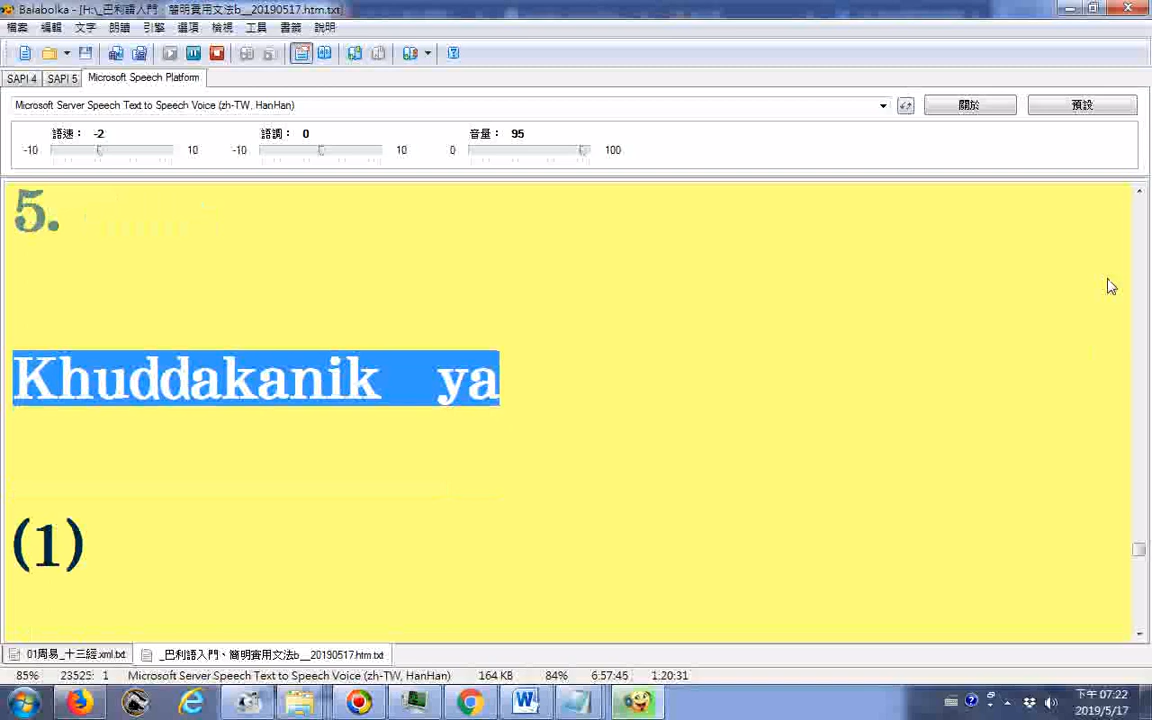 Balabolka - [H:\_巴利語入門、簡明實用文法b__20190517.htm.txt]
檔案 編輯 文字 朗讀 引擎 選項 檢視 工具 書籤 說明
SAPI 4 SAPI 5 Microsoft Speech Platform
Microsoft Server Speech Text to Speech Voice (zh-TW, HanHan) 關於 預設
語速： -2 語調： 0 音量： 95
-10 10 -10 10 0 100
5.
Khuddakanik ya
(1)
01周易_十三經.xml.txt _巴利語入門、簡明實用文法b__20190517.htm.txt
85% 23525: 1 Microsoft Server Speech Text to Speech Voice (zh-TW, HanHan) 164 KB 84% 6:57:45 1:20:31
下午 07:22
2019/5/17